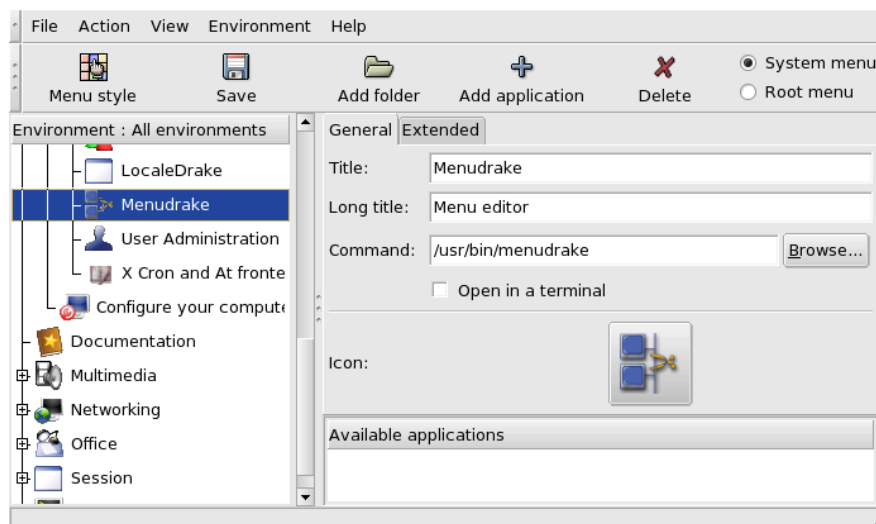 File Action View Environment Help
Menu style Save Add folder Add application Delete System menu
Root menu
Environment : All environments
LocaleDrake
Menudrake
User Administration
X Cron and At fronte
Configure your compute
Documentation
Multimedia
Networking
Office
Session
General Extended
Title: Menudrake
Long title: Menu editor
Command: /usr/bin/menudrake Browse...
Open in a terminal
Icon:
Available applications